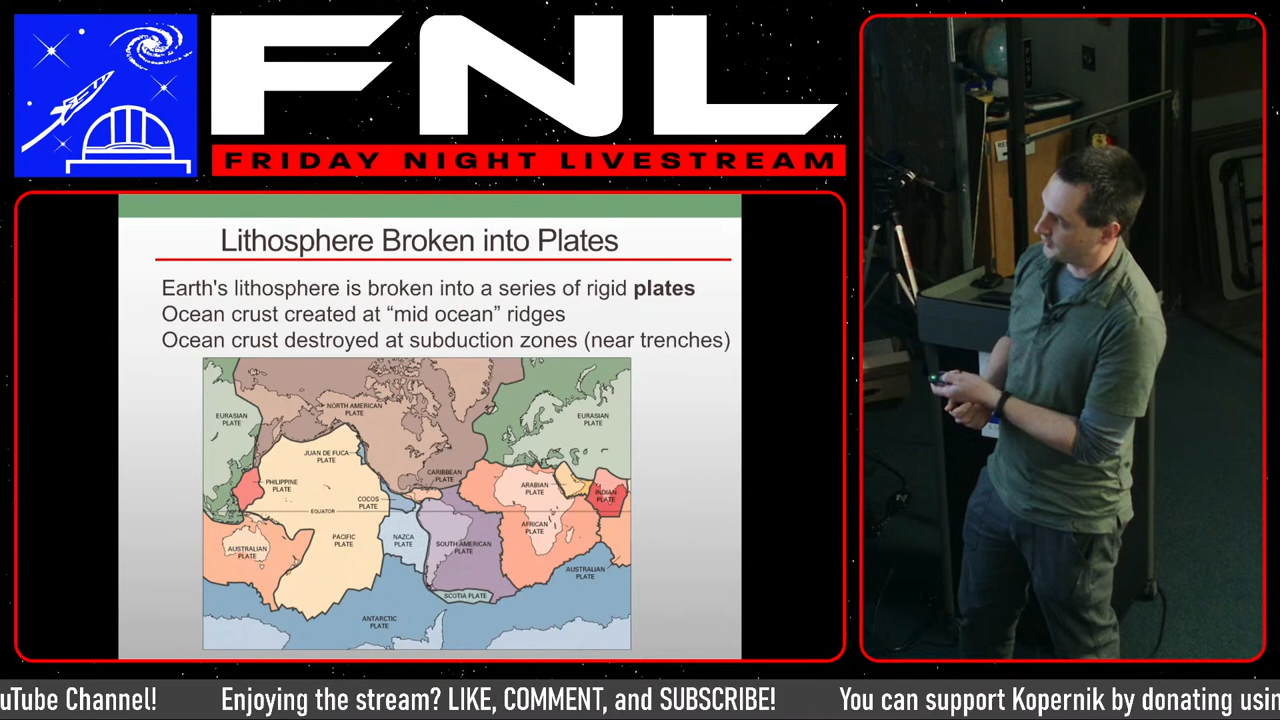 FNL
FRIDAY NIGHT LIVESTREAM
Lithosphere Broken into Plates
Earth's lithosphere is broken into a series of rigid plates
Ocean crust created at “mid ocean” ridges
Ocean crust destroyed at subduction zones (near trenches)
NORTH AMERICAN
PLATE
EURASIAN
PLATE
EURASIAN
PLATE
JUAN DE FUCA
PLATE
CARIBBEAN
PLATE
PHILIPPINE
PLATE
ARABIAN
PLATE
INDIAN
PLATE
COCOS
PLATE
EQUATOR
AFRICAN
PLATE
PACIFIC
PLATE
NAZCA
PLATE
SOUTH AMERICAN
PLATE
AUSTRALIAN
PLATE
AUSTRALIAN
PLATE
SCOTIA PLATE
ANTARCTIC
PLATE
uTube Channel! Enjoying the stream? LIKE, COMMENT, and SUBSCRIBE! You can support Kopernik by donating usin